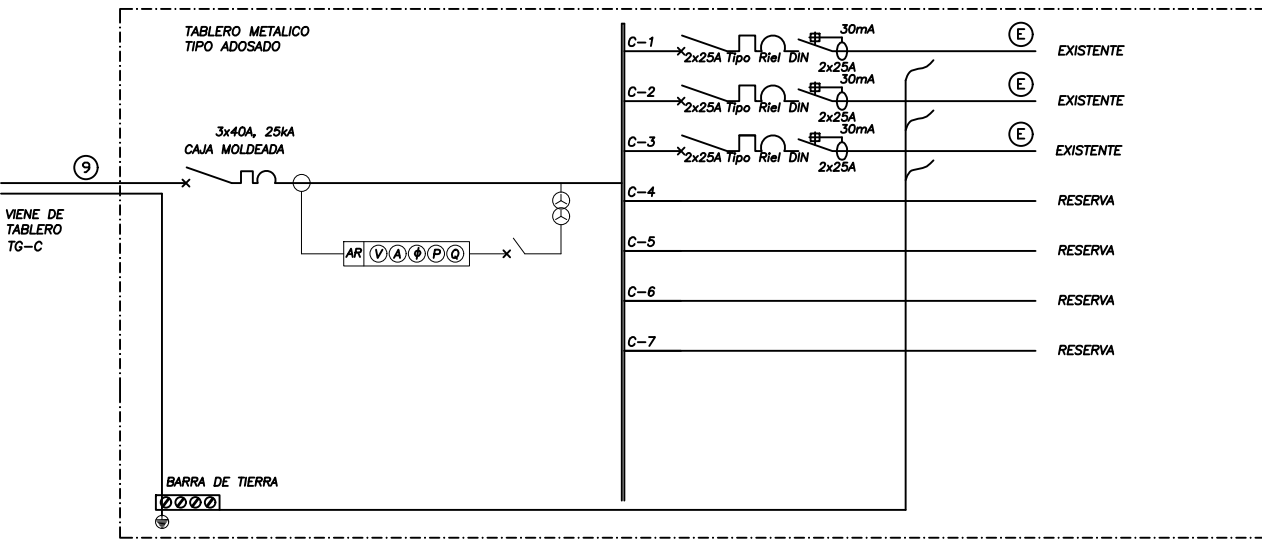 TABLERO METALICO
TIPO ADOSADO
3x40A, 25kA
CAJA MOLDEADA
9
VIENE DE
TABLERO
TG-C
AR V A ϕ P Q
BARRA DE TIERRA
C-1
2x25A Tipo Riel DIN
30mA
2x25A
E
EXISTENTE
C-2
2x25A Tipo Riel DIN
30mA
2x25A
E
EXISTENTE
C-3
2x25A Tipo Riel DIN
30mA
2x25A
E
EXISTENTE
C-4
RESERVA
C-5
RESERVA
C-6
RESERVA
C-7
RESERVA